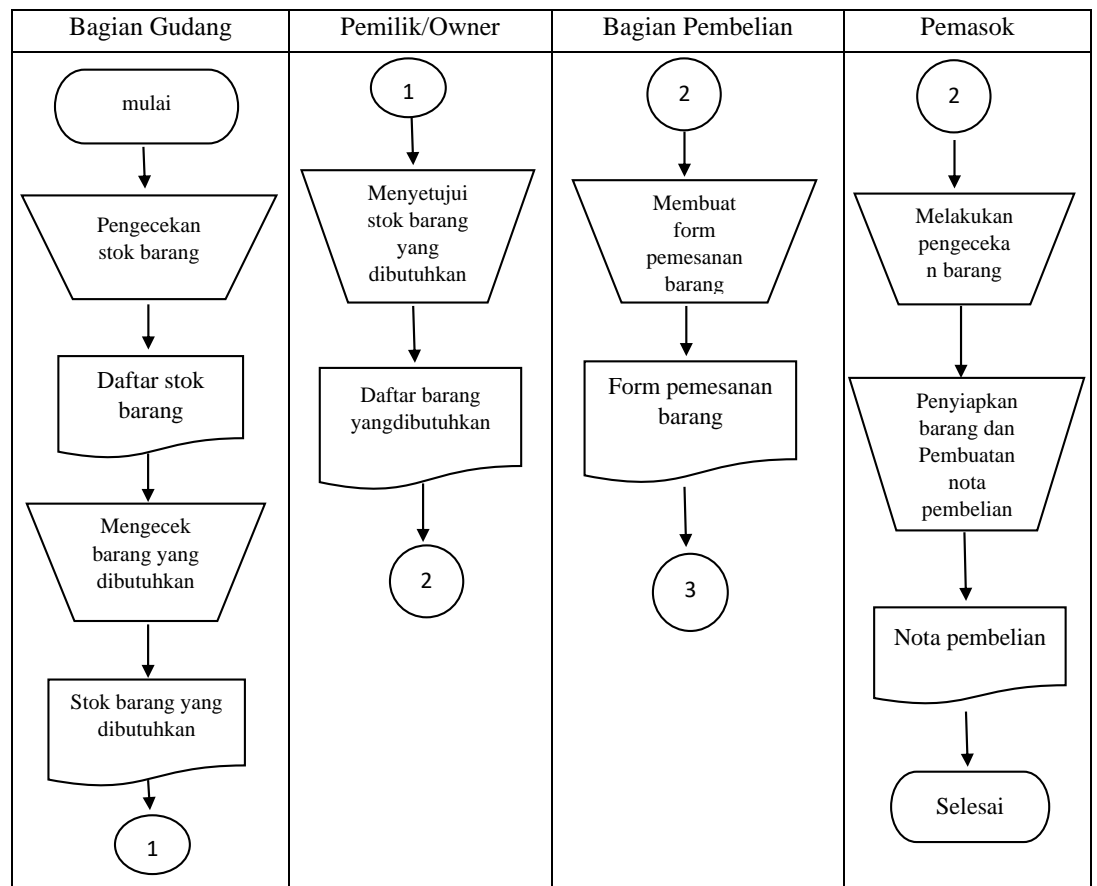 Bagian Gudang
Pemilik/Owner
Bagian Pembelian
Pemasok
mulai
Pengecekan
stok barang
Daftar stok
barang
Mengecek
barang yang
dibutuhkan
Stok barang yang
dibutuhkan
1
1
Menyetujui
stok barang
yang
dibutuhkan
Daftar barang
yangdibutuhkan
2
2
Membuat
form
pemesanan
barang
Form pemesanan
barang
3
2
Melakukan
pengeceka
n barang
Penyiapkan
barang dan
Pembuatan
nota
pembelian
Nota pembelian
Selesai